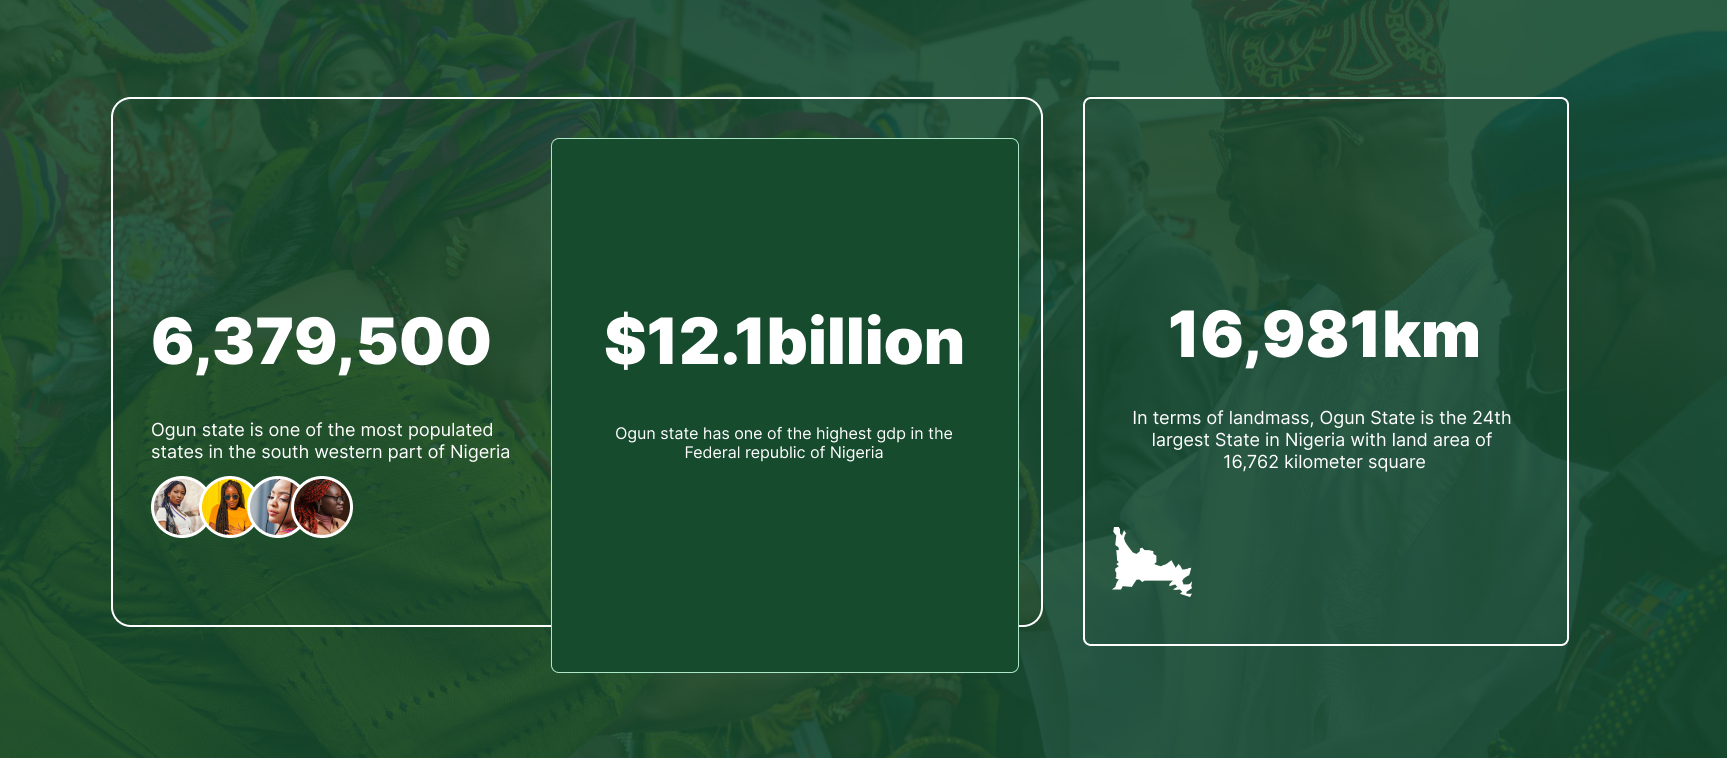 6,379,500
Ogun state is one of the most populated
states in the south western part of Nigeria
$12.1billion
Ogun state has one of the highest gdp in the
Federal republic of Nigeria
16,981km
In terms of landmass, Ogun State is the 24th
largest State in Nigeria with land area of
16,762 kilometer square